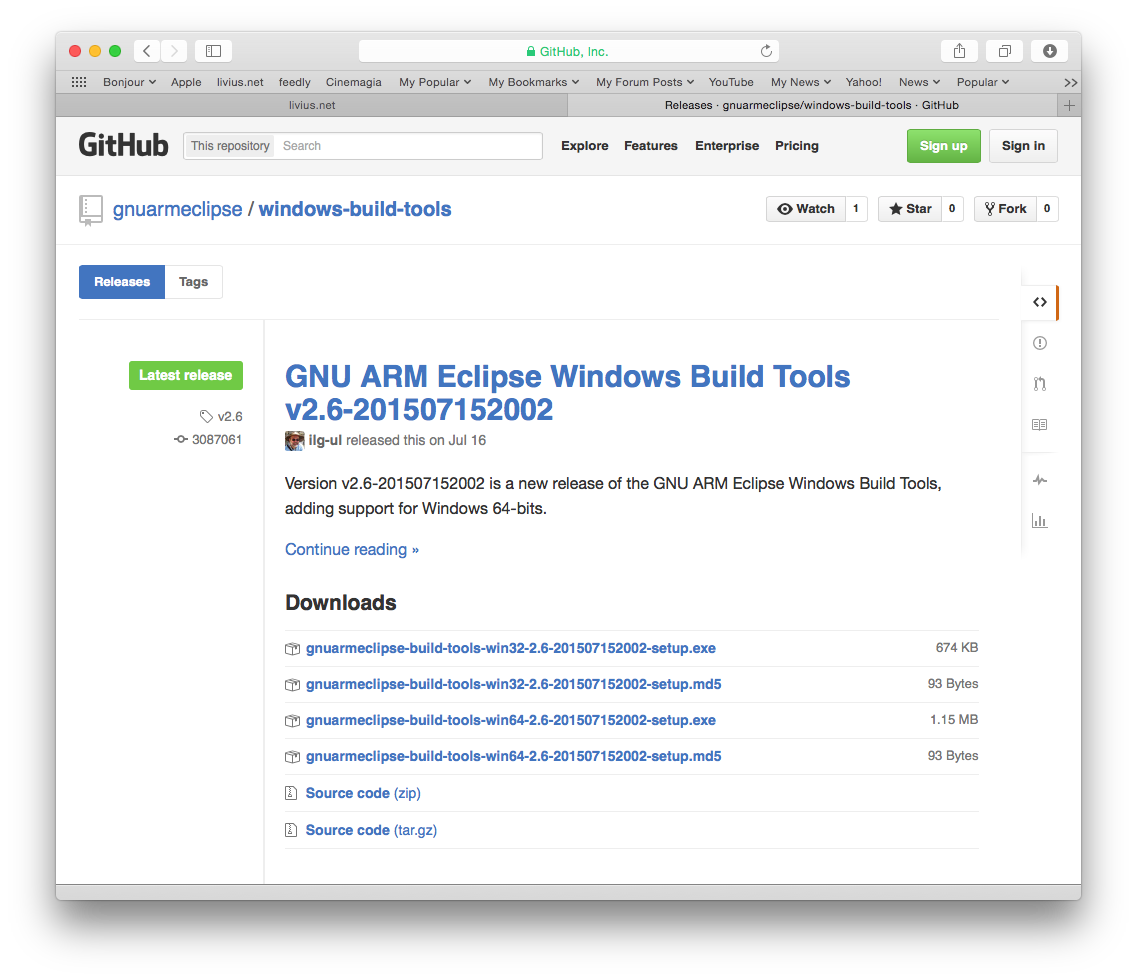 GitHub, Inc.
Bonjour Apple livius.net feedly Cinemagia My Popular My Bookmarks My Forum Posts YouTube My News Yahoo! News Popular >>
livius.net Releases · gnuarmeclipse/windows-build-tools · GitHub
GitHub This repository Search Explore Features Enterprise Pricing Sign up Sign in
gnuarmeclipse / windows-build-tools Watch 1 Star 0 Fork 0
Releases Tags
Latest release
v2.6
3087061
GNU ARM Eclipse Windows Build Tools
v2.6-201507152002
ilg-ul released this on Jul 16
Version v2.6-201507152002 is a new release of the GNU ARM Eclipse Windows Build Tools,
adding support for Windows 64-bits.
Continue reading »
Downloads
gnuarmeclipse-build-tools-win32-2.6-201507152002-setup.exe 674 KB
gnuarmeclipse-build-tools-win32-2.6-201507152002-setup.md5 93 Bytes
gnuarmeclipse-build-tools-win64-2.6-201507152002-setup.exe 1.15 MB
gnuarmeclipse-build-tools-win64-2.6-201507152002-setup.md5 93 Bytes
Source code (zip)
Source code (tar.gz)